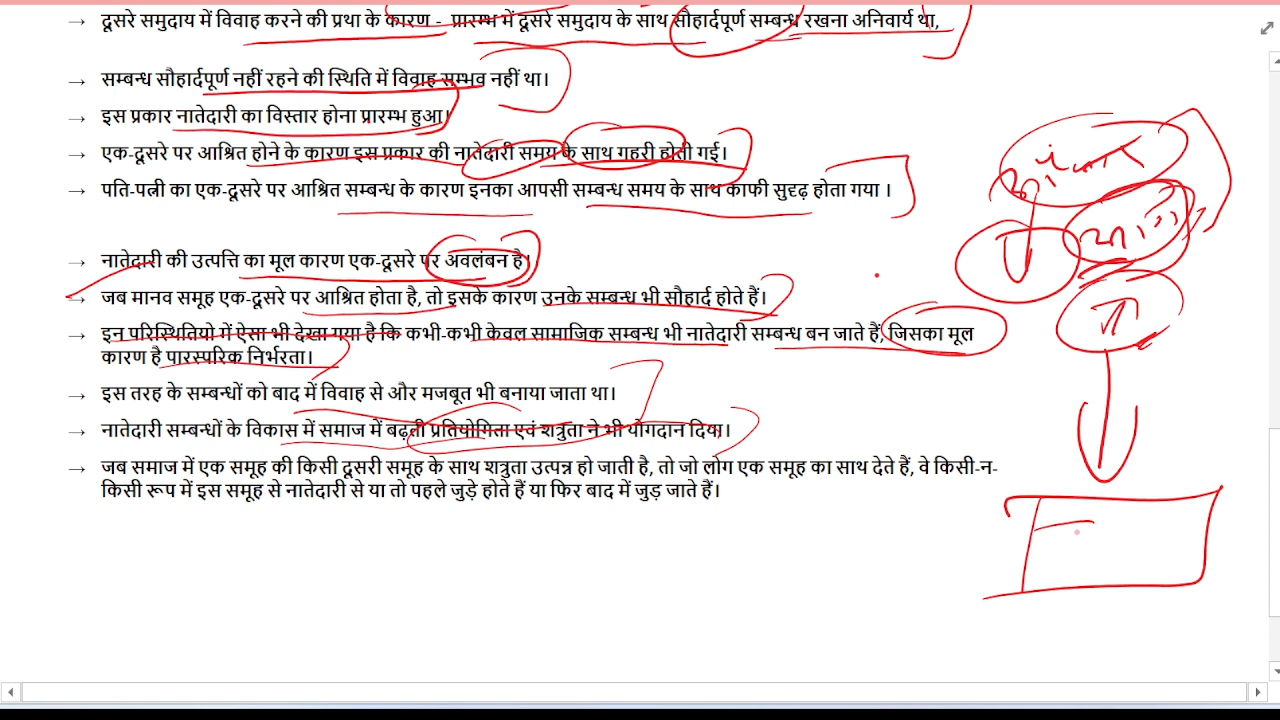 → दूसरे समुदाय में विवाह करने की प्रथा के कारण - प्रारम्भ में दूसरे समुदाय के साथ सौहार्दपूर्ण सम्बन्ध रखना अनिवार्य था,
→ सम्बन्ध सौहार्दपूर्ण नहीं रहने की स्थिति में विवाह सम्भव नहीं था।
→ इस प्रकार नातेदारी का विस्तार होना प्रारम्भ हुआ।
→ एक-दूसरे पर आश्रित होने के कारण इस प्रकार की नातेदारी समय के साथ गहरी होती गई।
→ पति-पत्नी का एक-दूसरे पर आश्रित सम्बन्ध के कारण इनका आपसी सम्बन्ध समय के साथ काफी सुदृढ़ होता गया ।
→ नातेदारी की उत्पत्ति का मूल कारण एक-दूसरे पर अवलंबन है।
→ जब मानव समूह एक-दूसरे पर आश्रित होता है, तो इसके कारण उनके सम्बन्ध भी सौहार्द होते हैं।
→ इन परिस्थितियो में ऐसा भी देखा गया है कि कभी-कभी केवल सामाजिक सम्बन्ध भी नातेदारी सम्बन्ध बन जाते हैं, जिसका मूल
कारण है पारस्परिक निर्भरता।
→ इस तरह के सम्बन्धों को बाद में विवाह से और मजबूत भी बनाया जाता था।
→ नातेदारी सम्बन्धों के विकास में समाज में बढ़ती प्रतियोगिता एवं शत्रुता ने भी योगदान दिया।
→ जब समाज में एक समूह की किसी दूसरी समूह के साथ शत्रुता उत्पन्न हो जाती है, तो जो लोग एक समूह का साथ देते हैं, वे किसी-न-
किसी रूप में इस समूह से नातेदारी से या तो पहले जुड़े होते हैं या फिर बाद में जुड़ जाते हैं।